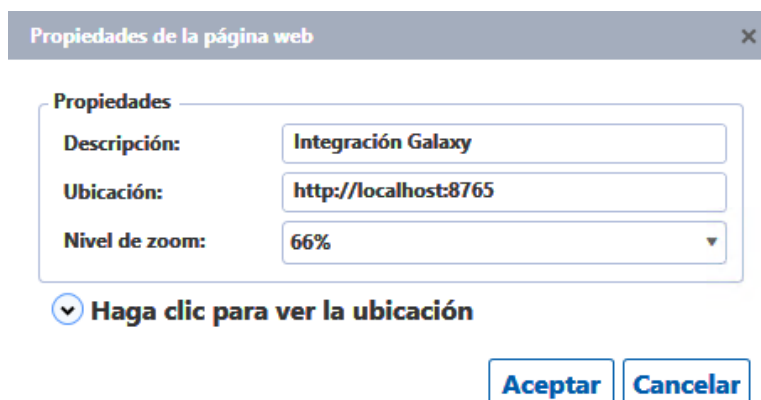 Propiedades de la página web
Propiedades
Descripción: Integración Galaxy
Ubicación: http://localhost:8765
Nivel de zoom: 66%
Haga clic para ver la ubicación
Aceptar Cancelar